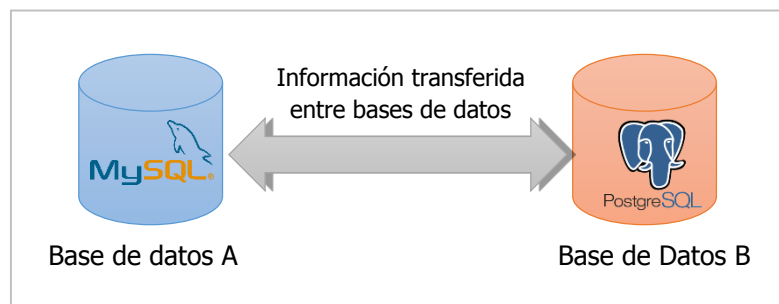 Información transferida
entre bases de datos
MySQL®
PostgreSQL
Base de datos A
Base de Datos B